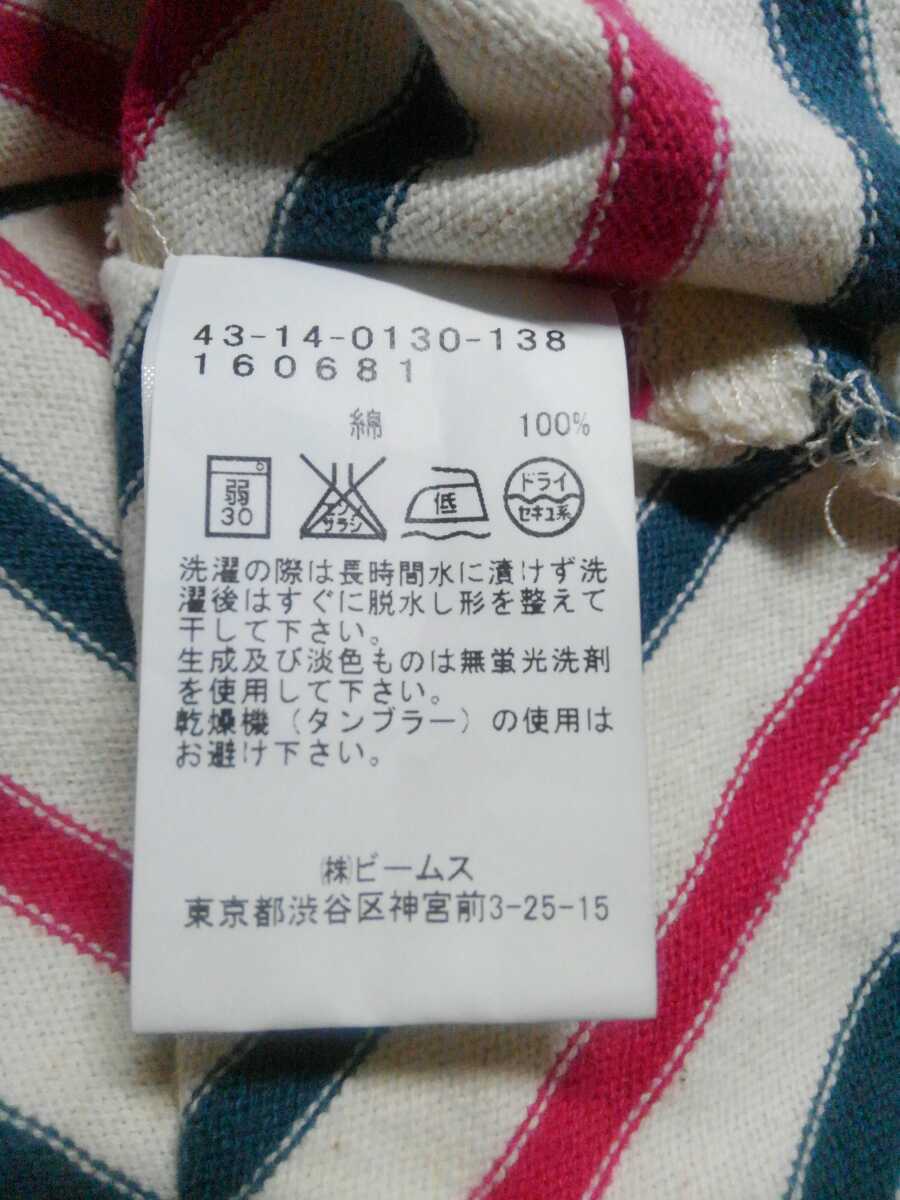 43-14-0130-138
160681
綿 100%
弱 30
エンソ サラシ
低
ドライ セキユ系
洗濯の際は長時間水に漬けず洗
濯後はすぐに脱水し形を整えて
干して下さい。
生成及び淡色ものは無蛍光洗剤
を使用して下さい。
乾燥機（タンブラー）の使用は
お避け下さい。
㈱ビームス
東京都渋谷区神宮前3-25-15